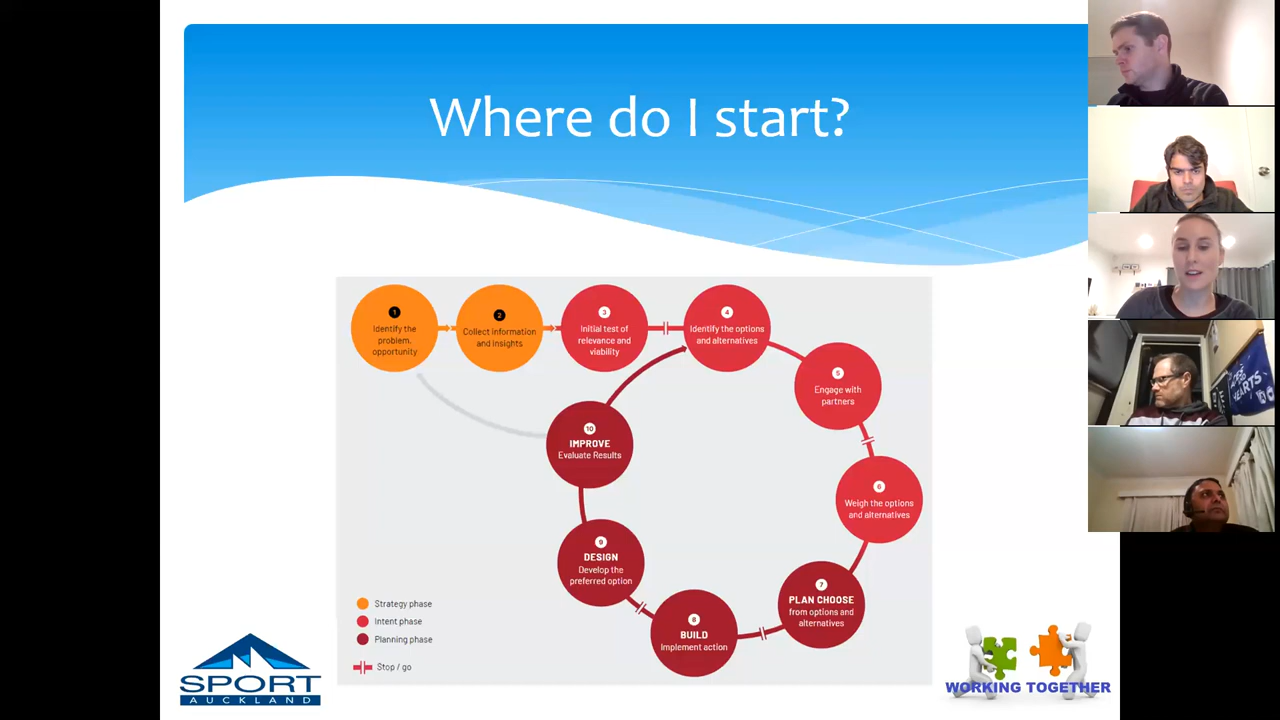 Where do I start?
1
Identify the
problem,
opportunity
2
Collect information
and insights
3
Initial test of
relevance and
viability
4
Identify the options
and alternatives
5
Engage with
partners
6
Weigh the options
and alternatives
7
PLAN CHOOSE
from options and
alternatives
8
BUILD
Implement action
9
DESIGN
Develop the
preferred option
10
IMPROVE
Evaluate Results
Strategy phase
Intent phase
Planning phase
Stop / go
SPORT
AUCKLAND
WORKING TOGETHER
HEARTS